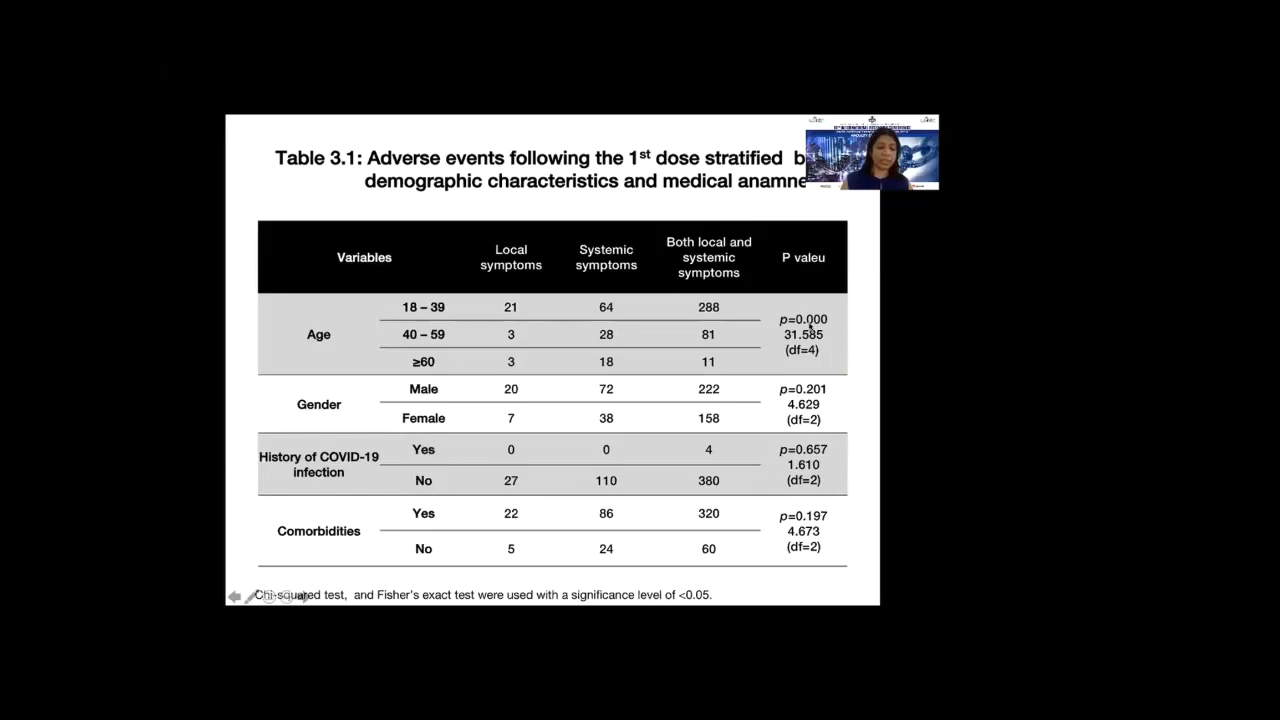 Table 3.1: Adverse events following the 1st dose stratified
demographic characteristics and medical
Variables
Local symptoms
Systemic symptoms
Both local and systemic symptoms
P valeu
Age
18 – 39 21 64 288
40 – 59 3 28 81
≥60 3 18 11
p=0.000
31.585
(df=4)
Gender
Male 20 72 222
Female 7 38 158
p=0.201
4.629
(df=2)
History of COVID-19
infection
Yes 0 0 4
No 27 110 380
p=0.657
1.610
(df=2)
Comorbidities
Yes 22 86 320
No 5 24 60
p=0.197
4.673
(df=2)
Chi-squared test, and Fisher's exact test were used with a significance level of <0.05.